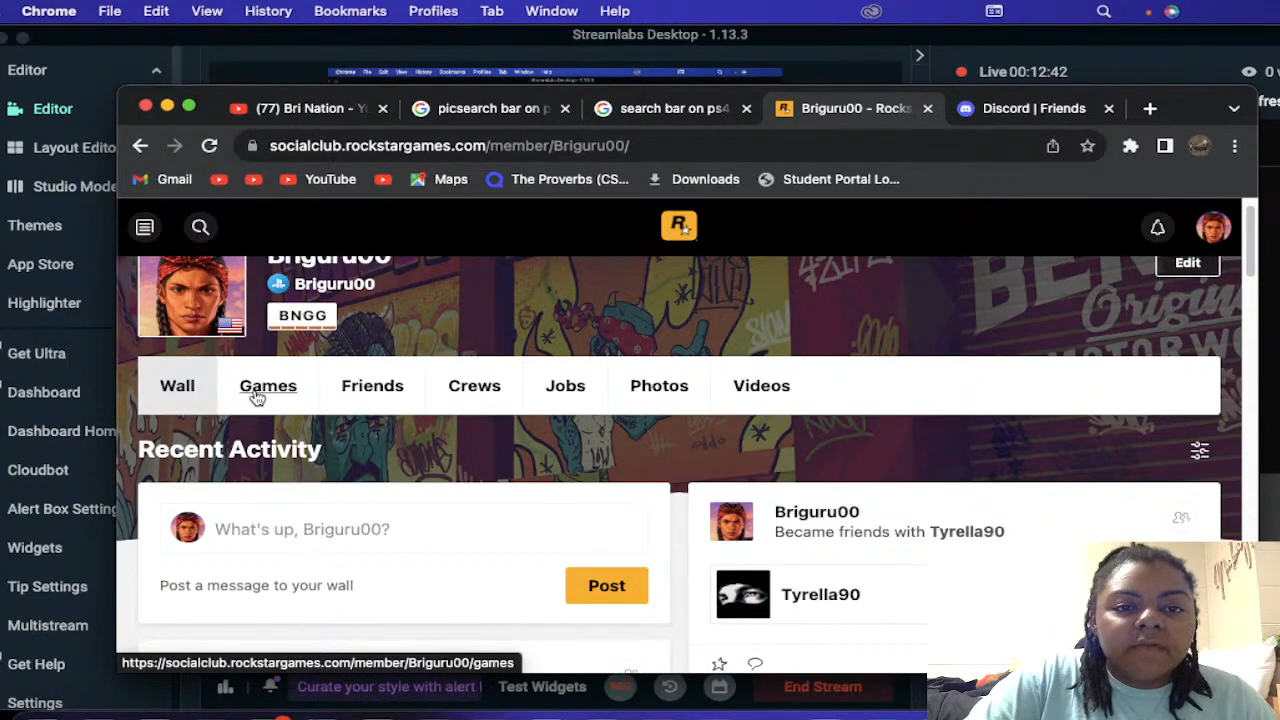 Chrome File Edit View History Bookmarks Profiles Tab Window Help
Streamlabs Desktop - 1.13.3
Editor
Live 00:12:42
Editor
Layout Edito
Studio Mode
Themes
App Store
Highlighter
Get Ultra
Dashboard
Dashboard Hom
Cloudbot
Alert Box Setting
Widgets
Tip Settings
Multistream
Get Help
Settings
(77) Bri Nation - Yo
picsearch bar on p
search bar on ps4
Briguru00 - Rocks
Discord | Friends
socialclub.rockstargames.com/member/Briguru00/
Gmail YouTube Maps The Proverbs (CS... Downloads Student Portal Lo...
Briguru00
Briguru00
BNGG
Edit
Wall Games Friends Crews Jobs Photos Videos
Recent Activity
What's up, Briguru00?
Post a message to your wall
Post
Briguru00
Became friends with Tyrella90
Tyrella90
https://socialclub.rockstargames.com/member/Briguru00/games
Curate your style with alert
Test Widgets
REC
End Stream